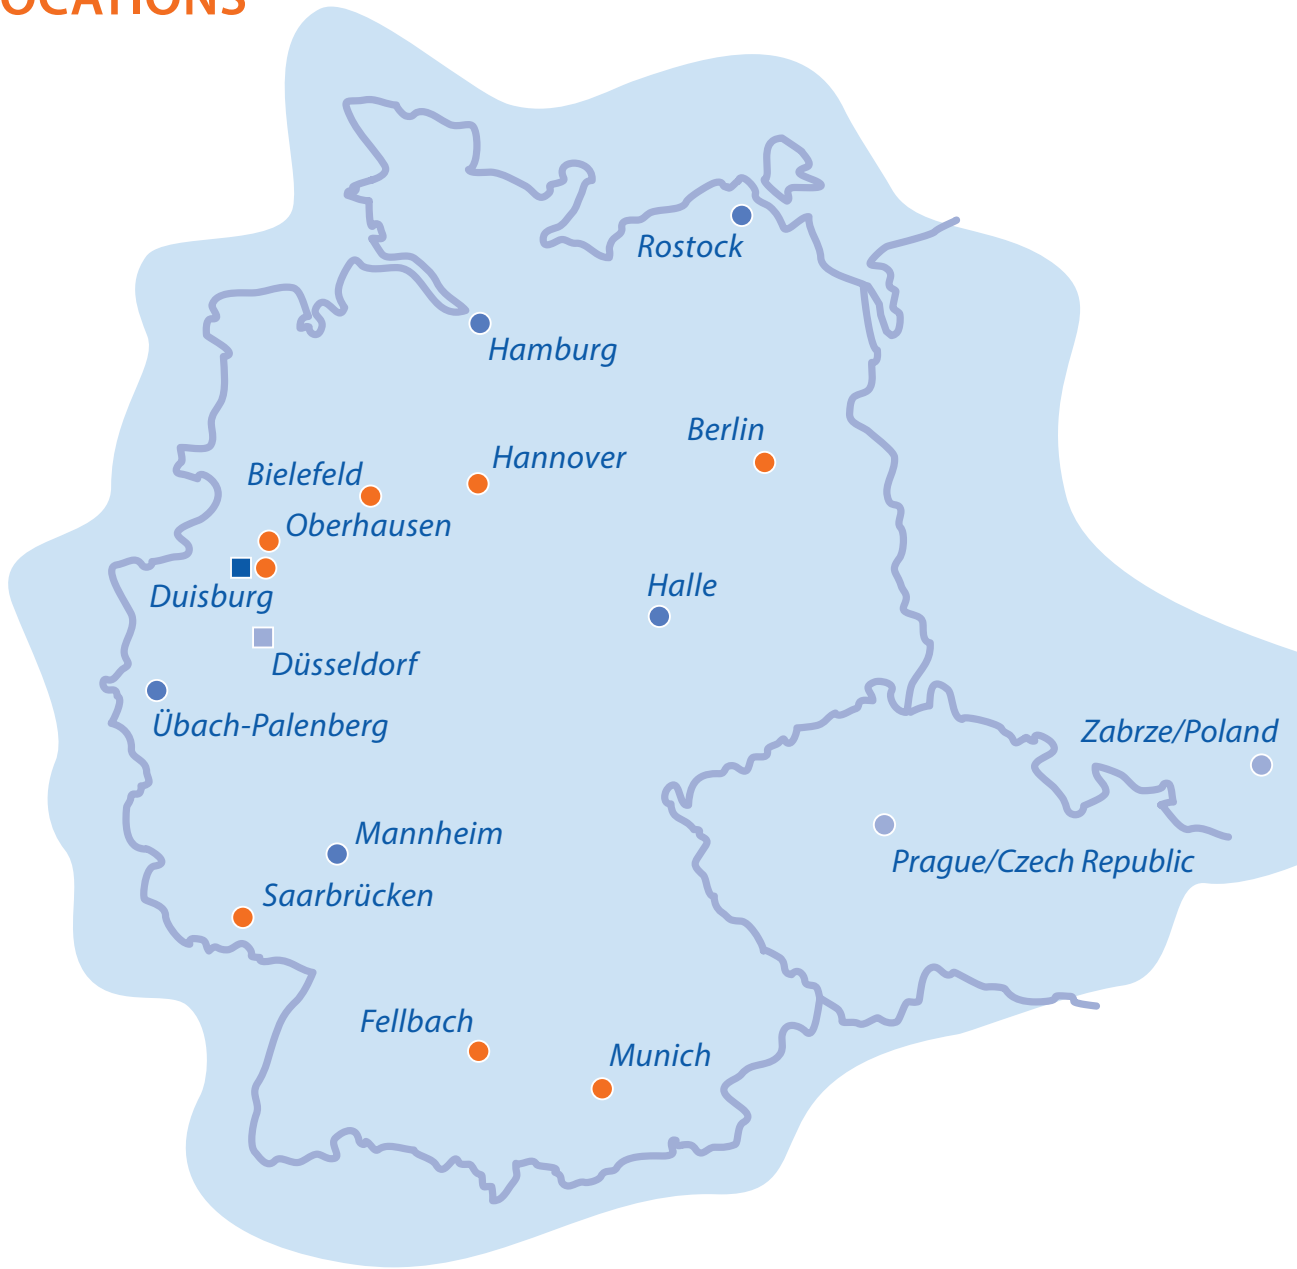 OCATIONS
Rostock
Hamburg
Berlin
Hannover
Bielefeld
Oberhausen
Duisburg
Halle
Düsseldorf
Übach-Palenberg
Zabrze/Poland
Mannheim
Prague/Czech Republic
Saarbrücken
Fellbach
Munich